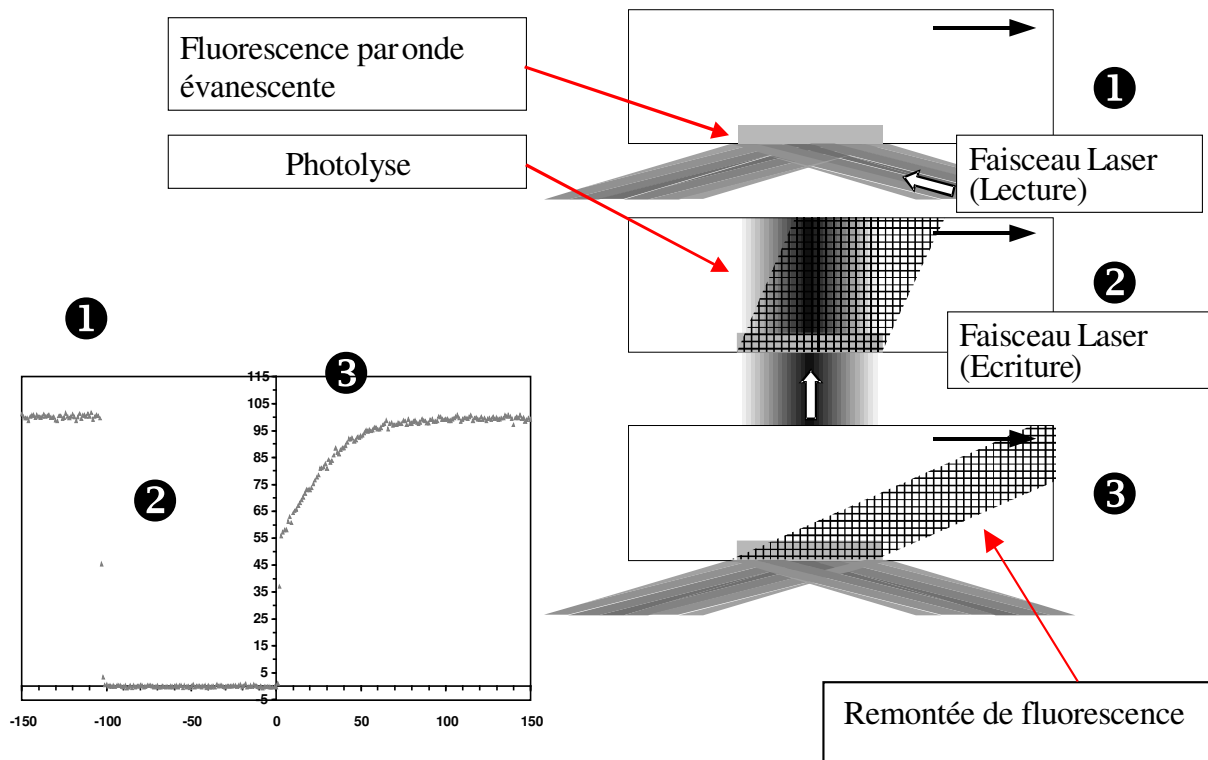 Fluorescence par onde
évanescente
❶
Photolyse
Faisceau Laser
(Lecture)
❷
Faisceau Laser
(Ecriture)
❸
Remontée de fluorescence
❶
❸
❷
115
105
95
85
75
65
55
45
35
25
15
5
-5
-150 -100 -50 0 50 100 150